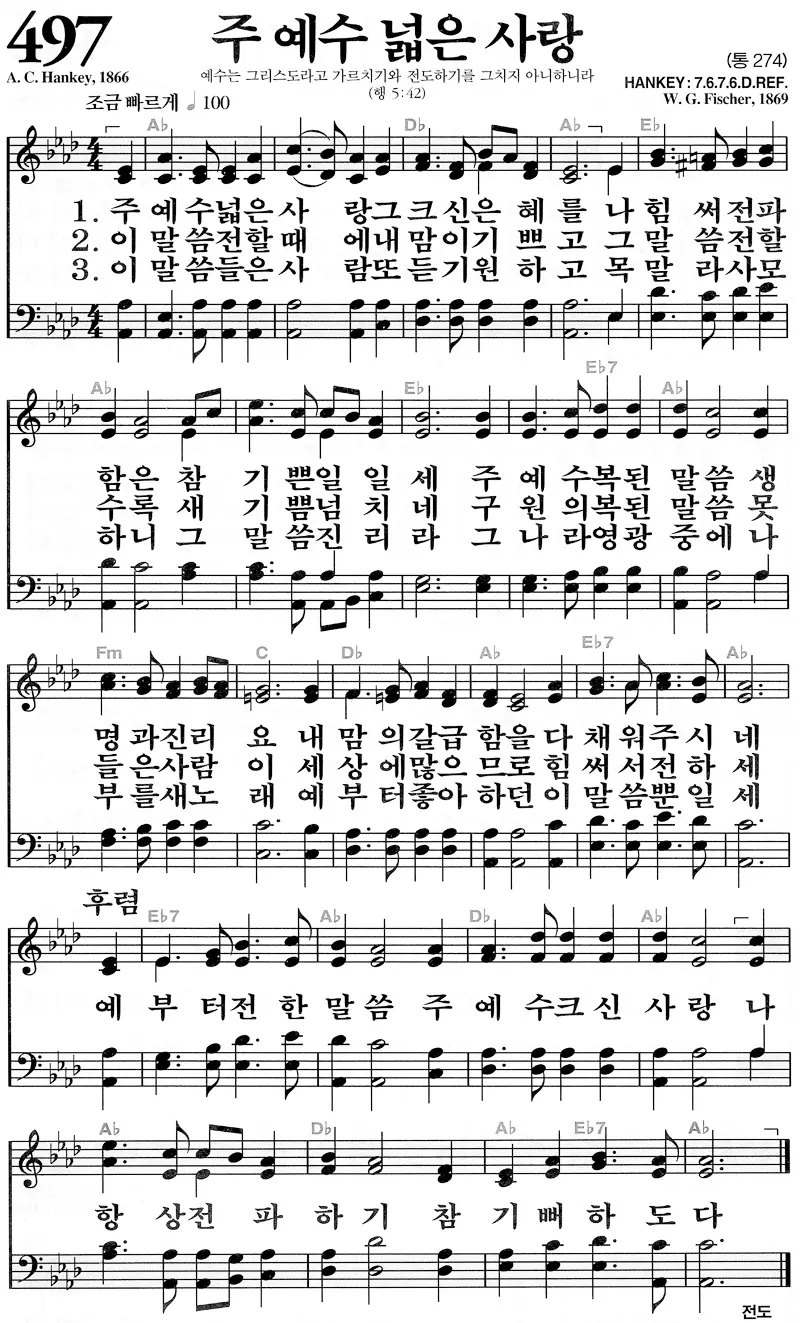 497
주 예수 넓은 사랑
(통 274)
A. C. Hankey, 1866
예수는 그리스도라고 가르치기와 전도하기를 그치지 아니하니라
HANKEY: 7.6.7.6.D.REF.
(행 5:42)
W. G. Fischer, 1869
조금 빠르게 ♩ 100
A♭ D♭ A♭ E♭
1. 주 예 수넓은사 랑그크신은 혜 를 나 힘 써전파
2. 이 말 씀전할때 에내맘이기 쁘 고 그 말 씀전할
3. 이 말 씀들은사 람또듣기원 하 고 목 말 라사모
A♭ E♭ E♭7 A♭
함은 참 기 쁜일 일 세 주 예 수복된 말씀 생
수록 새 기 쁨넘 치 네 구 원 의복된 말씀 못
하니 그 말 씀진 리 라 그 나 라영광 중에 나
Fm C D♭ A♭ E♭7 A♭
명 과진리 요 내 맘 의갈급 함을 다 채 워주 시 네
들 은사람 이 세 상 에많으 므로 힘 써 서전 하 세
부 를새노 래 예 부 터좋아 하던 이 말 씀뿐 일 세
후렴
E♭7 A♭ D♭ A♭
예 부 터전 한 말 씀 주 예 수크 신 사 랑 나
A♭ D♭ A♭ E♭7 A♭
항 상전 파 하 기 참 기 뻐하 도 다
전도